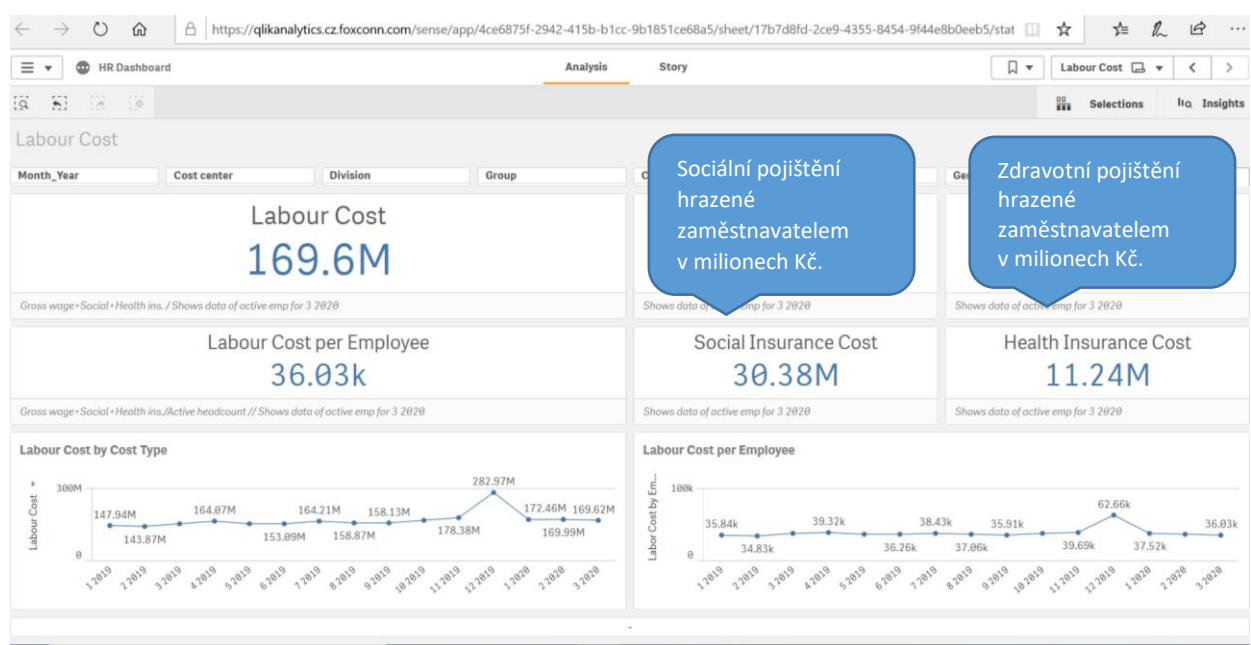 https://qlikanalytics.cz.foxconn.com/sense/app/4ce6875f-2942-415b-b1cc-9b1851ce68a5/sheet/17b7d8fd-2ce9-4355-8454-9f44e8b0eeb5/stat
HR Dashboard
Analysis
Story
Labour Cost
Selections
Insights
Labour Cost
Month_Year
Cost center
Division
Group
Sociální pojištění
hrazené
zaměstnavatelem
v milionech Kč.
Zdravotní pojištění
hrazené
zaměstnavatelem
v milionech Kč.
Labour Cost
169.6M
Gross wage+Social+Health ins. / Shows data of active emp for 3 2020
Shows data of active emp for 3 2020
Shows data of active emp for 3 2020
Labour Cost per Employee
36.03k
Gross wage+Social+Health ins./Active headcount // Shows data of active emp for 3 2020
Social Insurance Cost
30.38M
Shows data of active emp for 3 2020
Health Insurance Cost
11.24M
Shows data of active emp for 3 2020
Labour Cost by Cost Type
Labour Cost
300M
0
147.94M
143.87M
164.07M
153.09M
164.21M
158.87M
158.13M
178.38M
282.97M
172.46M
169.99M
169.62M
1 2019
2 2019
3 2019
4 2019
5 2019
6 2019
7 2019
8 2019
9 2019
10 2019
11 2019
12 2019
1 2020
2 2020
3 2020
Labour Cost per Employee
Labor Cost by Em...
100k
0
35.84k
34.83k
39.32k
36.26k
38.43k
37.06k
35.91k
39.69k
62.66k
37.52k
36.03k
1 2019
2 2019
3 2019
4 2019
5 2019
6 2019
7 2019
8 2019
9 2019
10 2019
11 2019
12 2019
1 2020
2 2020
3 2020
-